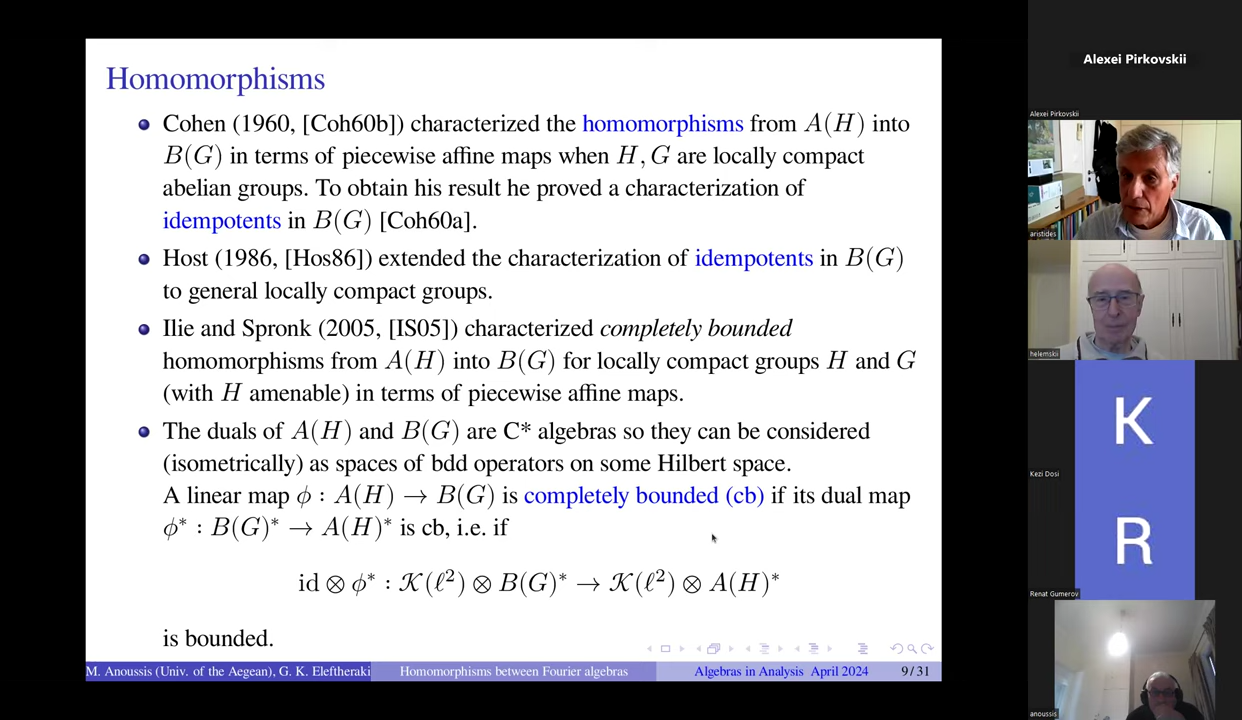 Homomorphisms
Cohen (1960, [Coh60b]) characterized the homomorphisms from A(H) into
B(G) in terms of piecewise affine maps when H, G are locally compact
abelian groups. To obtain his result he proved a characterization of
idempotents in B(G) [Coh60a].
Host (1986, [Hos86]) extended the characterization of idempotents in B(G)
to general locally compact groups.
Ilie and Spronk (2005, [IS05]) characterized completely bounded
homomorphisms from A(H) into B(G) for locally compact groups H and G
(with H amenable) in terms of piecewise affine maps.
The duals of A(H) and B(G) are C* algebras so they can be considered
(isometrically) as spaces of bdd operators on some Hilbert space.
A linear map ϕ : A(H) → B(G) is completely bounded (cb) if its dual map
ϕ* : B(G)* → A(H)* is cb, i.e. if
id ⊗ ϕ* : 𝒦(ℓ²) ⊗ B(G)* → 𝒦(ℓ²) ⊗ A(H)*
is bounded.
M. Anoussis (Univ. of the Aegean), G. K. Eleftheraki
Homomorphisms between Fourier algebras
Algebras in Analysis April 2024
9/31
Alexei Pirkovskii
Alexei Pirkovskii
aristides
helemskii
K
Kezi Dosi
R
Renat Gumerov
anoussis